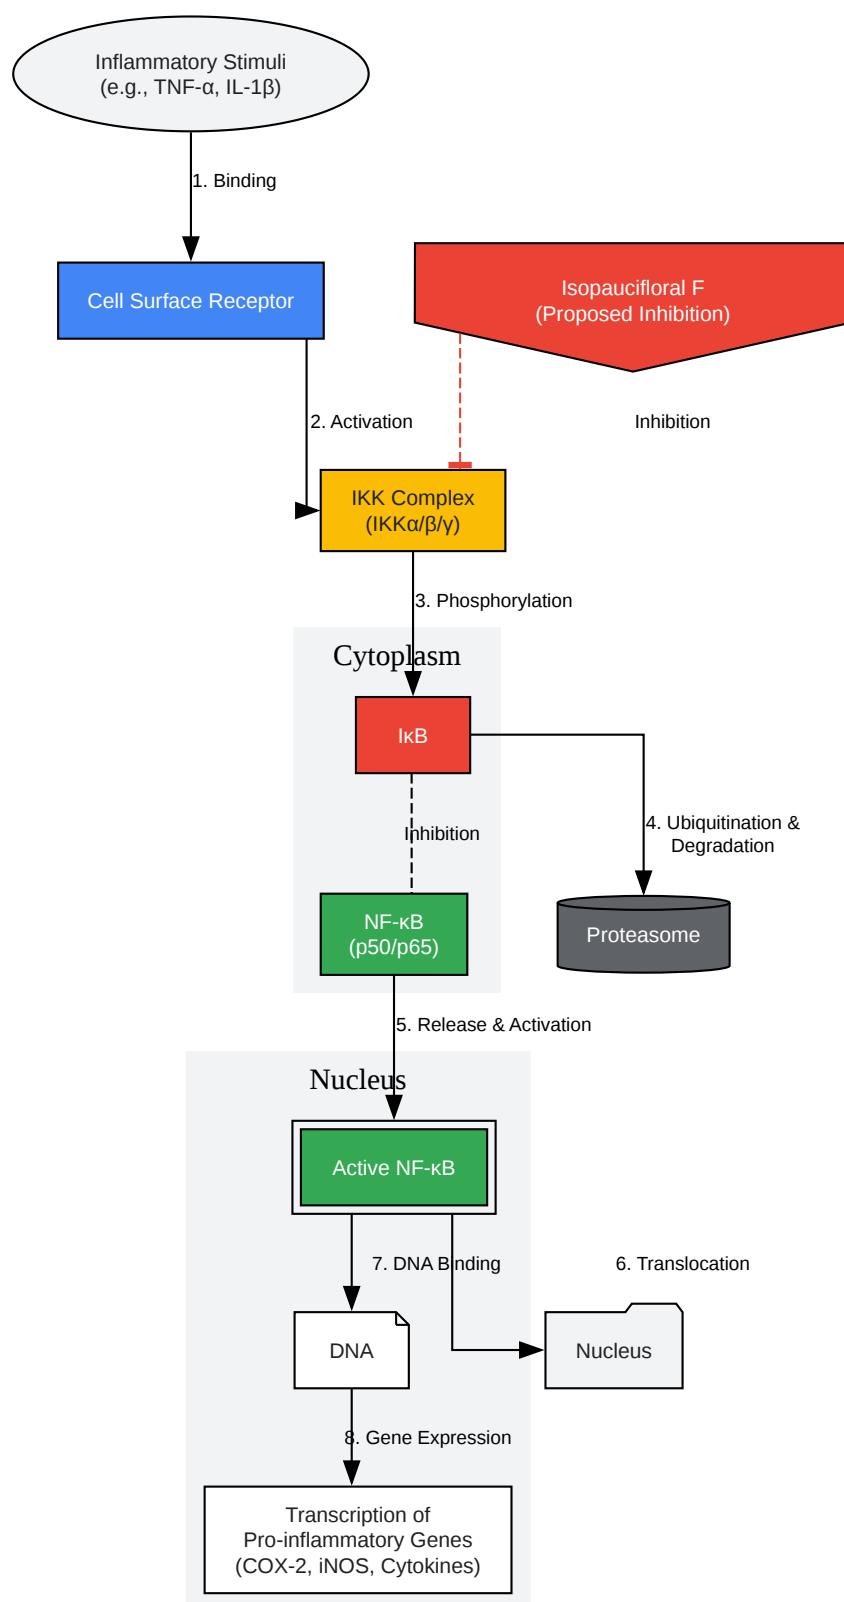 Inflammatory Stimuli
(e.g., TNF-α, IL-1β)
1. Binding
Cell Surface Receptor
Isopaucifloral F
(Proposed Inhibition)
2. Activation
Inhibition
IKK Complex
(IKKα/β/γ)
3. Phosphorylation
Cytoplasm
IκB
Inhibition
4. Ubiquitination &
Degradation
NF-κB
(p50/p65)
Proteasome
5. Release & Activation
Nucleus
Active NF-κB
7. DNA Binding
6. Translocation
DNA
Nucleus
8. Gene Expression
Transcription of
Pro-inflammatory Genes
(COX-2, iNOS, Cytokines)